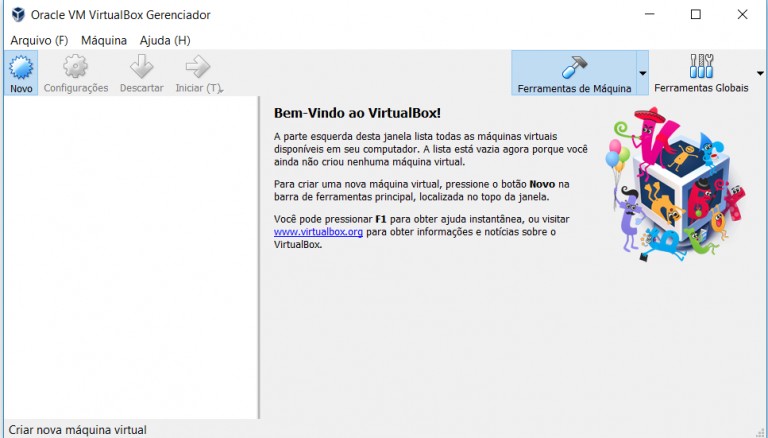 Oracle VM VirtualBox Gerenciador
Arquivo (F) Máquina Ajuda (H)
Novo Configurações Descartar Iniciar (T) Ferramentas de Máquina Ferramentas Globais
Bem-Vindo ao VirtualBox!
A parte esquerda desta janela lista todas as máquinas virtuais
disponíveis em seu computador. A lista está vazia agora porque você
ainda não criou nenhuma máquina virtual.
Para criar uma nova máquina virtual, pressione o botão Novo na
barra de ferramentas principal, localizada no topo da janela.
Você pode pressionar F1 para obter ajuda instantânea, ou visitar
www.virtualbox.org para obter informações e notícias sobre o
VirtualBox.
Criar nova máquina virtual